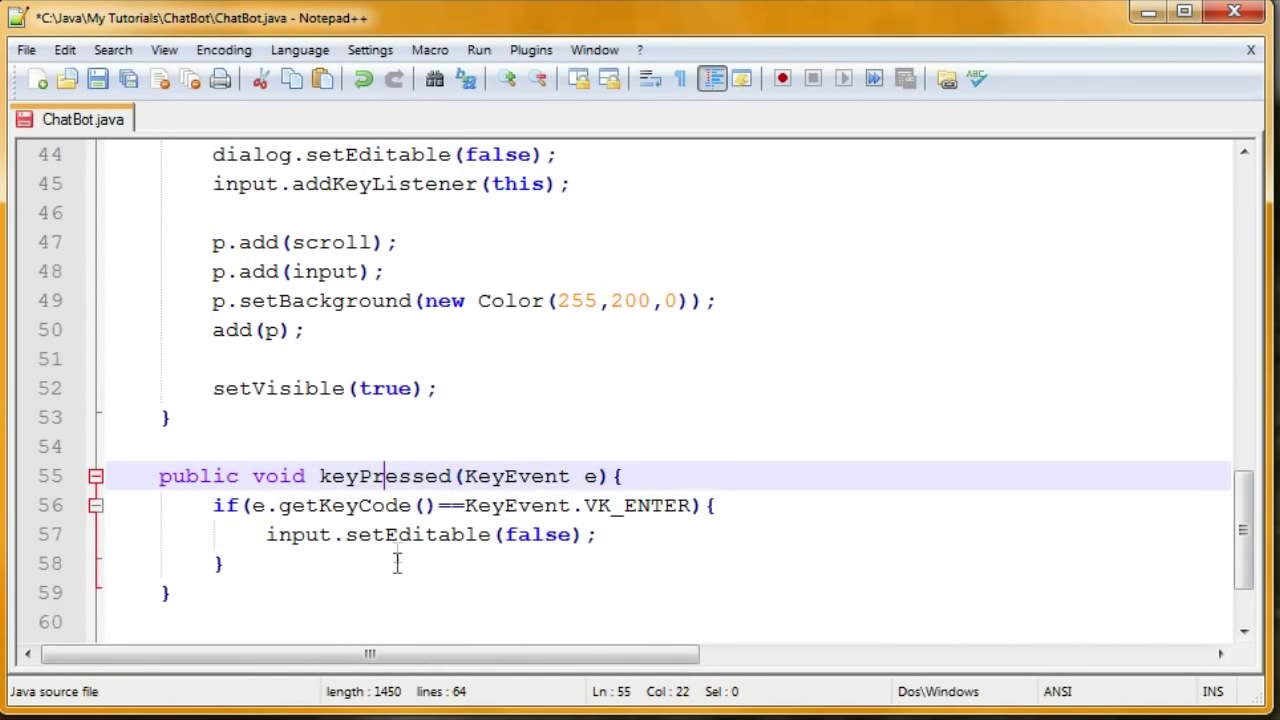 *C:\Java\My Tutorials\ChatBot\ChatBot.java - Notepad++
File Edit Search View Encoding Language Settings Macro Run Plugins Window ? X
ABC
ChatBot.java
44 dialog.setEditable(false);
45 input.addKeyListener(this);
46
47 p.add(scroll);
48 p.add(input);
49 p.setBackground(new Color(255,200,0));
50 add(p);
51
52 setVisible(true);
53 }
54
55 public void keyPressed(KeyEvent e){
56 if(e.getKeyCode()==KeyEvent.VK_ENTER){
57 input.setEditable(false);
58 }
59 }
60
Java source file length : 1450 lines : 64 Ln : 55 Col : 22 Sel : 0 Dos\Windows ANSI INS